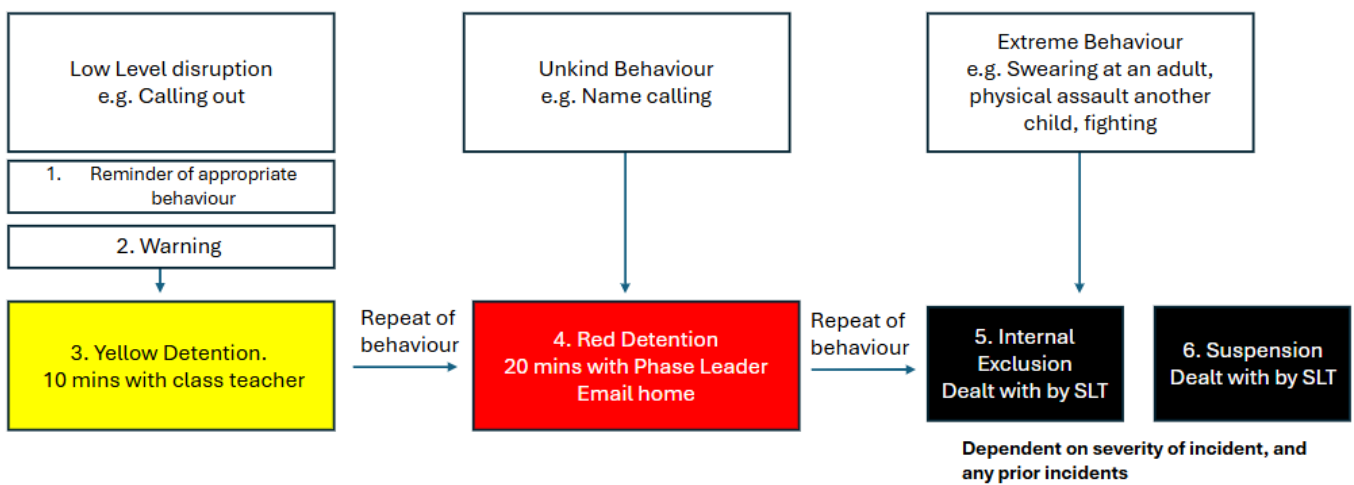 Low Level disruption
e.g. Calling out
1. Reminder of appropriate
behaviour
2. Warning
3. Yellow Detention.
10 mins with class teacher
Repeat of
behaviour
Unkind Behaviour
e.g. Name calling
4. Red Detention
20 mins with Phase Leader
Email home
Repeat of
behaviour
Extreme Behaviour
e.g. Swearing at an adult,
physical assault another
child, fighting
5. Internal
Exclusion
Dealt with by SLT
6. Suspension
Dealt with by SLT
Dependent on severity of incident, and
any prior incidents